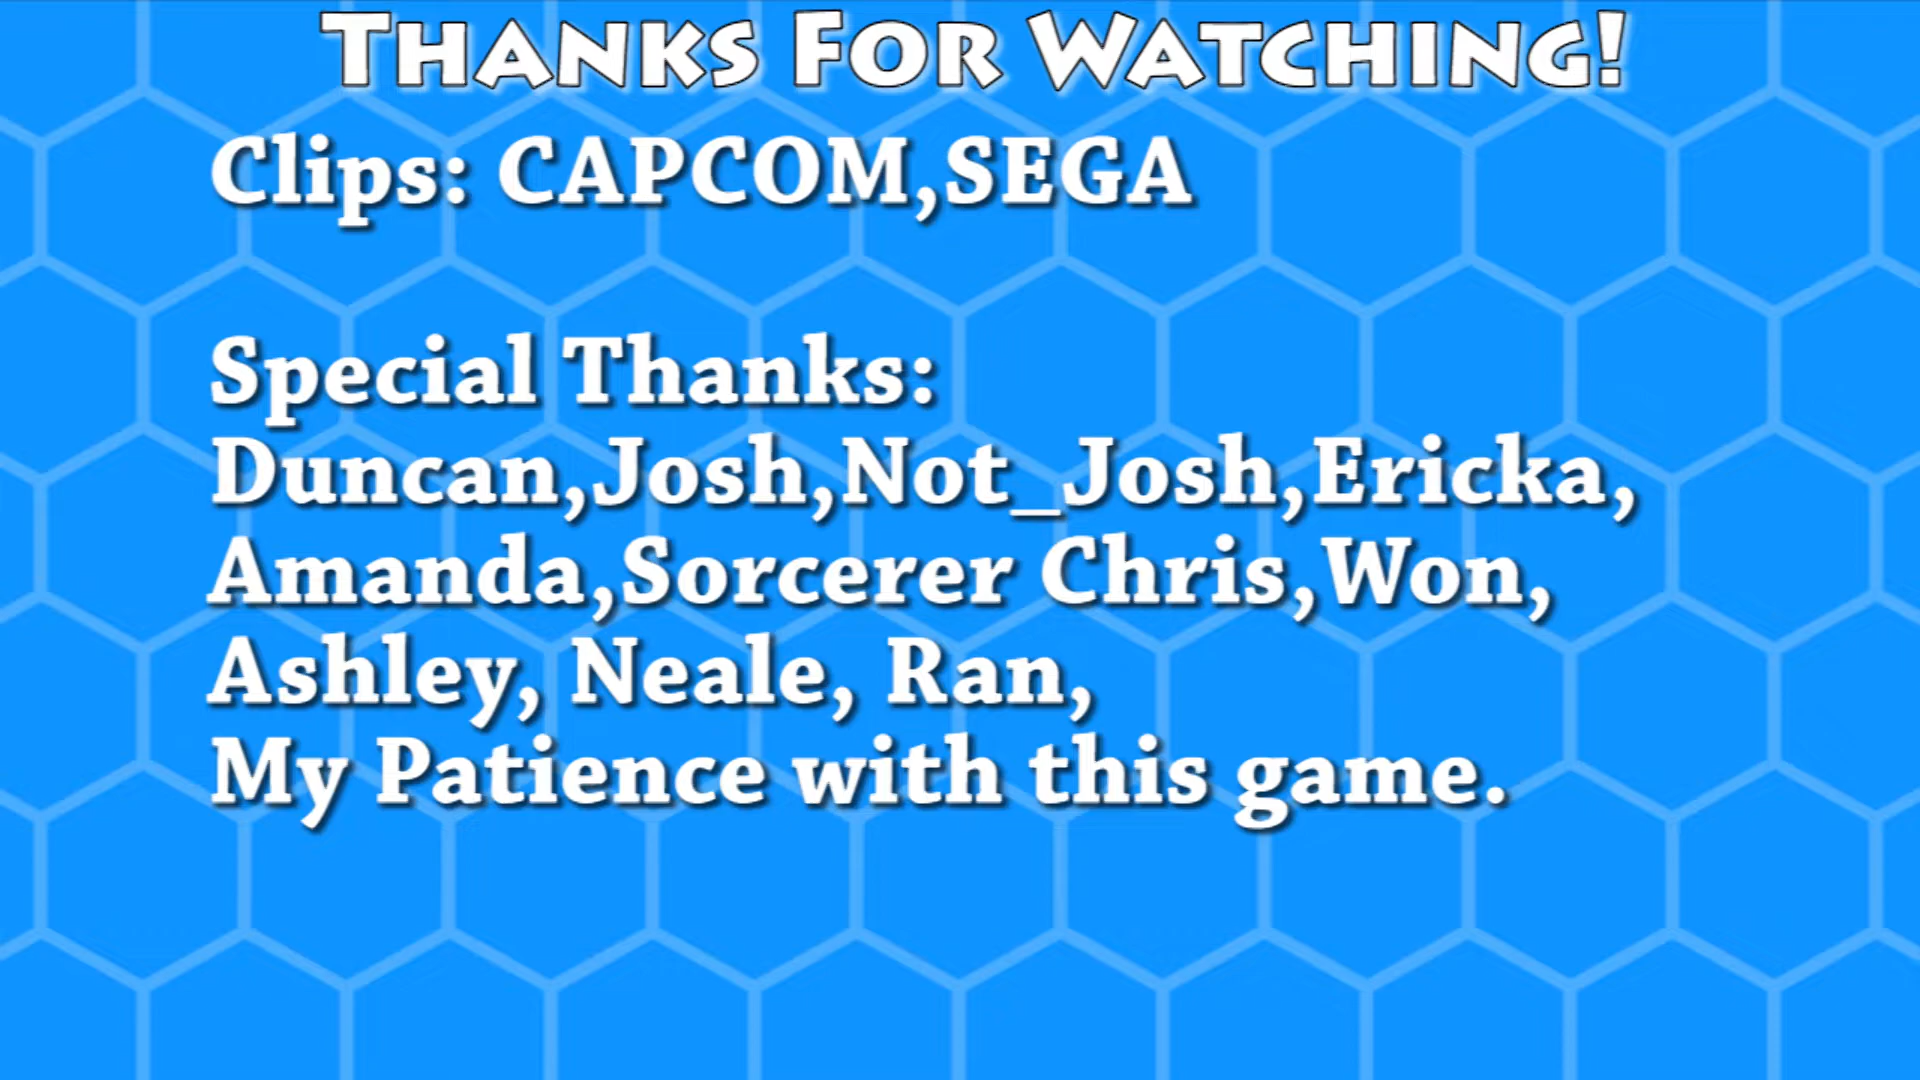 THANKS FOR WATCHING!
Clips: CAPCOM,SEGA
Special Thanks:
Duncan,Josh,Not_Josh,Ericka,
Amanda,Sorcerer Chris,Won,
Ashley, Neale, Ran,
My Patience with this game.